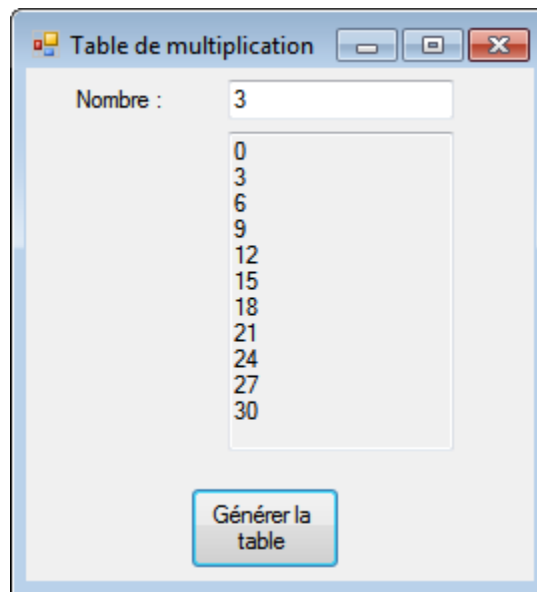 Table de multiplication
Nombre : 3
0
3
6
9
12
15
18
21
24
27
30
Générer la
table